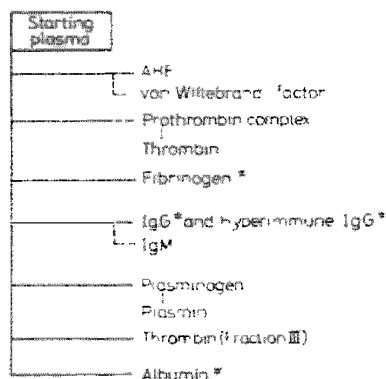 Starting
plasma
AHF
von Willebrand factor
Prothrombin complex
Thrombin
Fibrinogen *
IgG * and hyperimmune IgG *
IgM
Plasminogen
Plasmin
Thrombin (Fraction III)
Albumin *